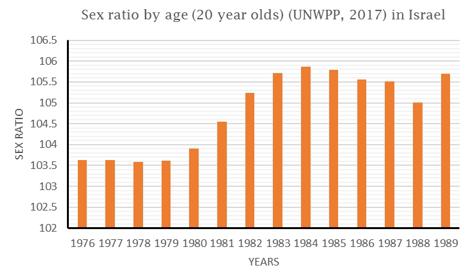 Sex ratio by age (20 year olds) (UNWPP, 2017) in Israel
106.5
106
105.5
105
104.5
104
103.5
103
102.5
102
SEX RATIO
1976 1977 1978 1979 1980 1981 1982 1983 1984 1985 1986 1987 1988 1989
YEARS